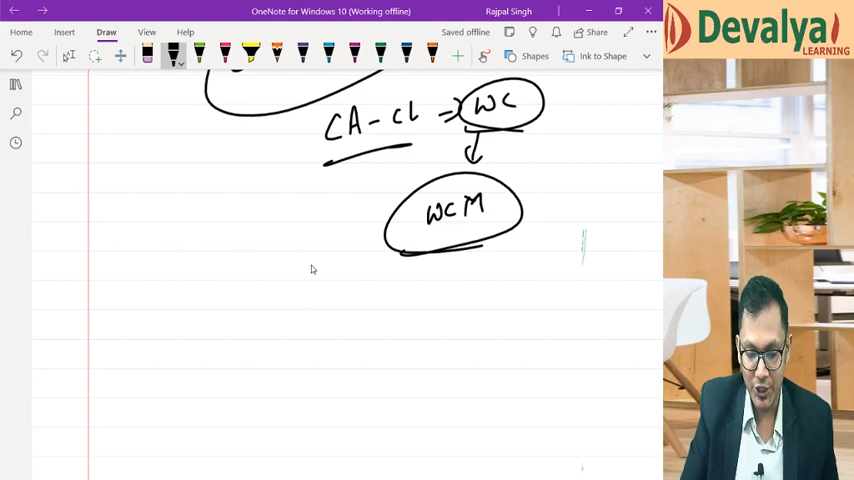 OneNote for Windows 10 (Working offline)
Rajpal Singh
Home Insert Draw View Help
Saved offline
Share
Shapes
Ink to Shape
CA - CL ⇒ WC
WCM
Devalya
LEARNING